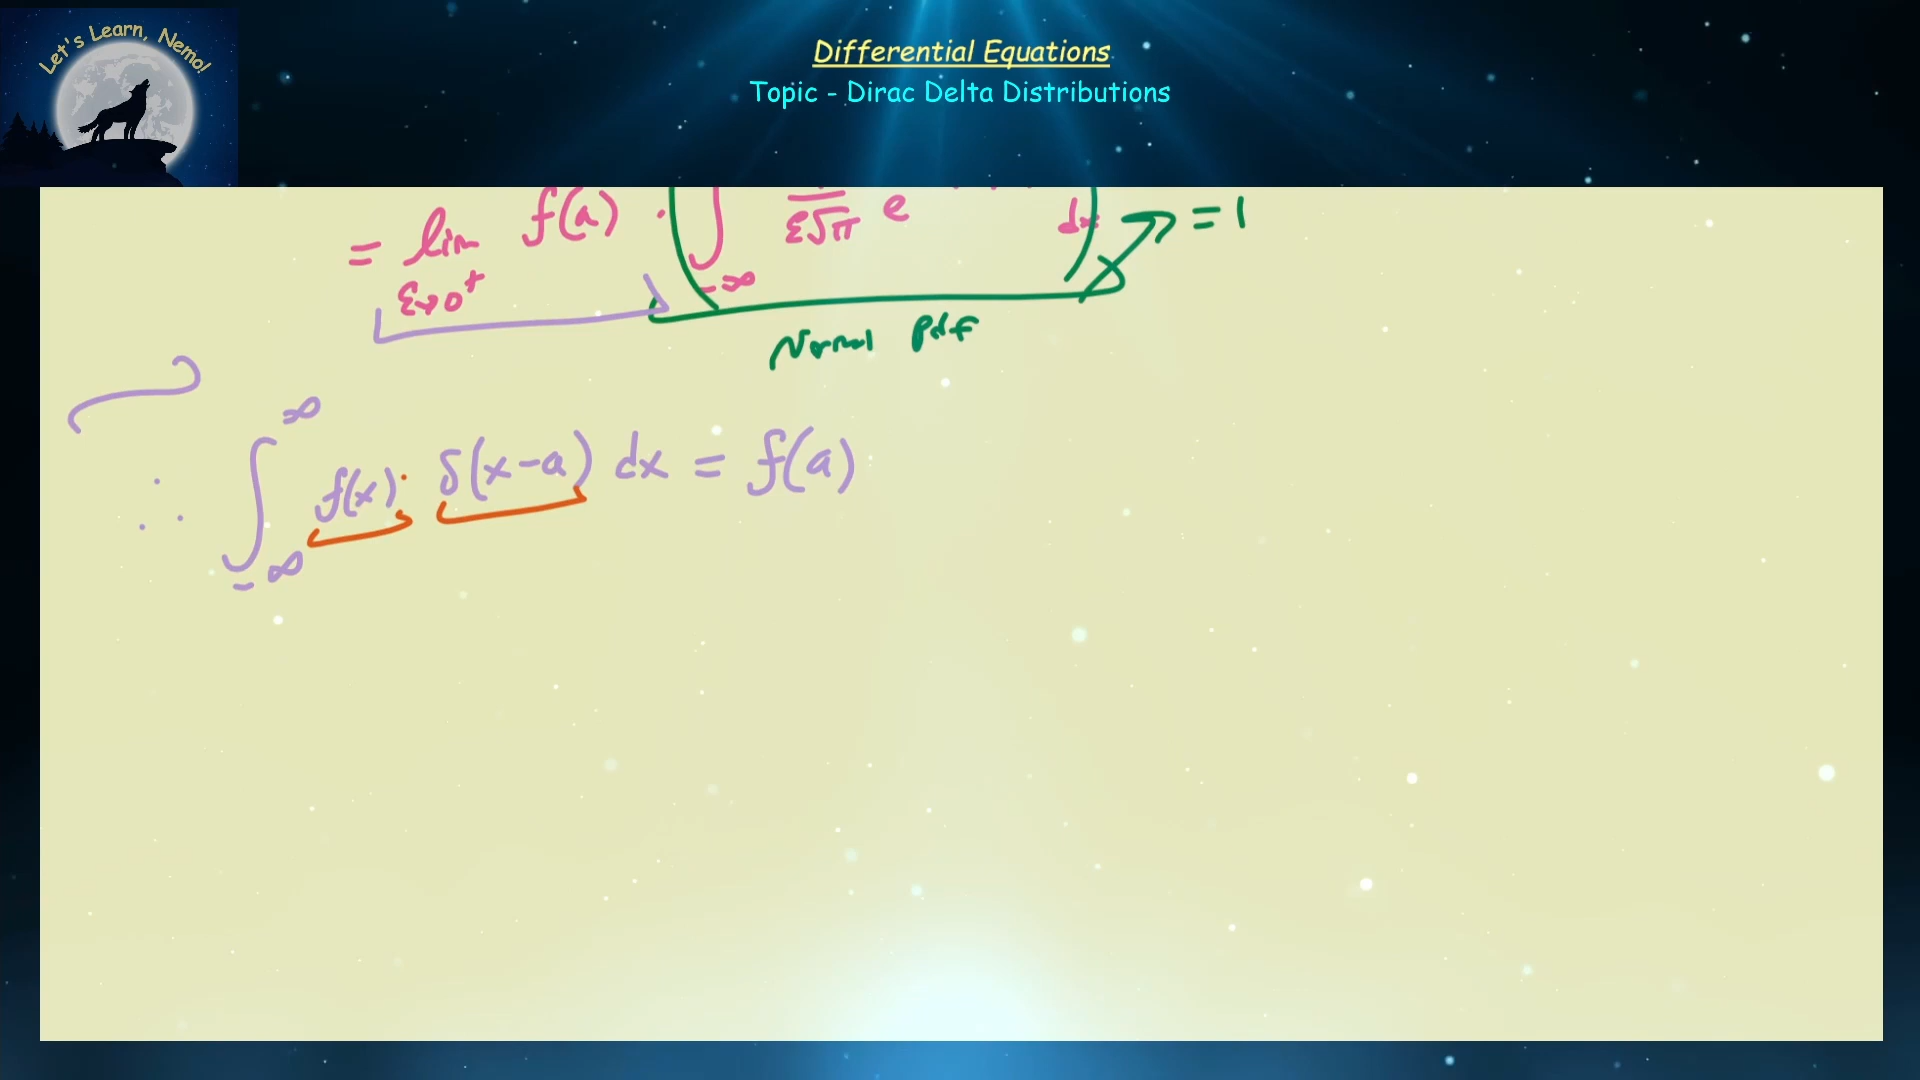 Let's Learn, Nemo!
Differential Equations
Topic - Dirac Delta Distributions
= lim ε→0⁺ f(a) · ( ∫ -∞ ε√π e dx ) = 1
Normal Pdf
∴ ∫ -∞ ∞ f(x) · δ(x-a) dx = f(a)